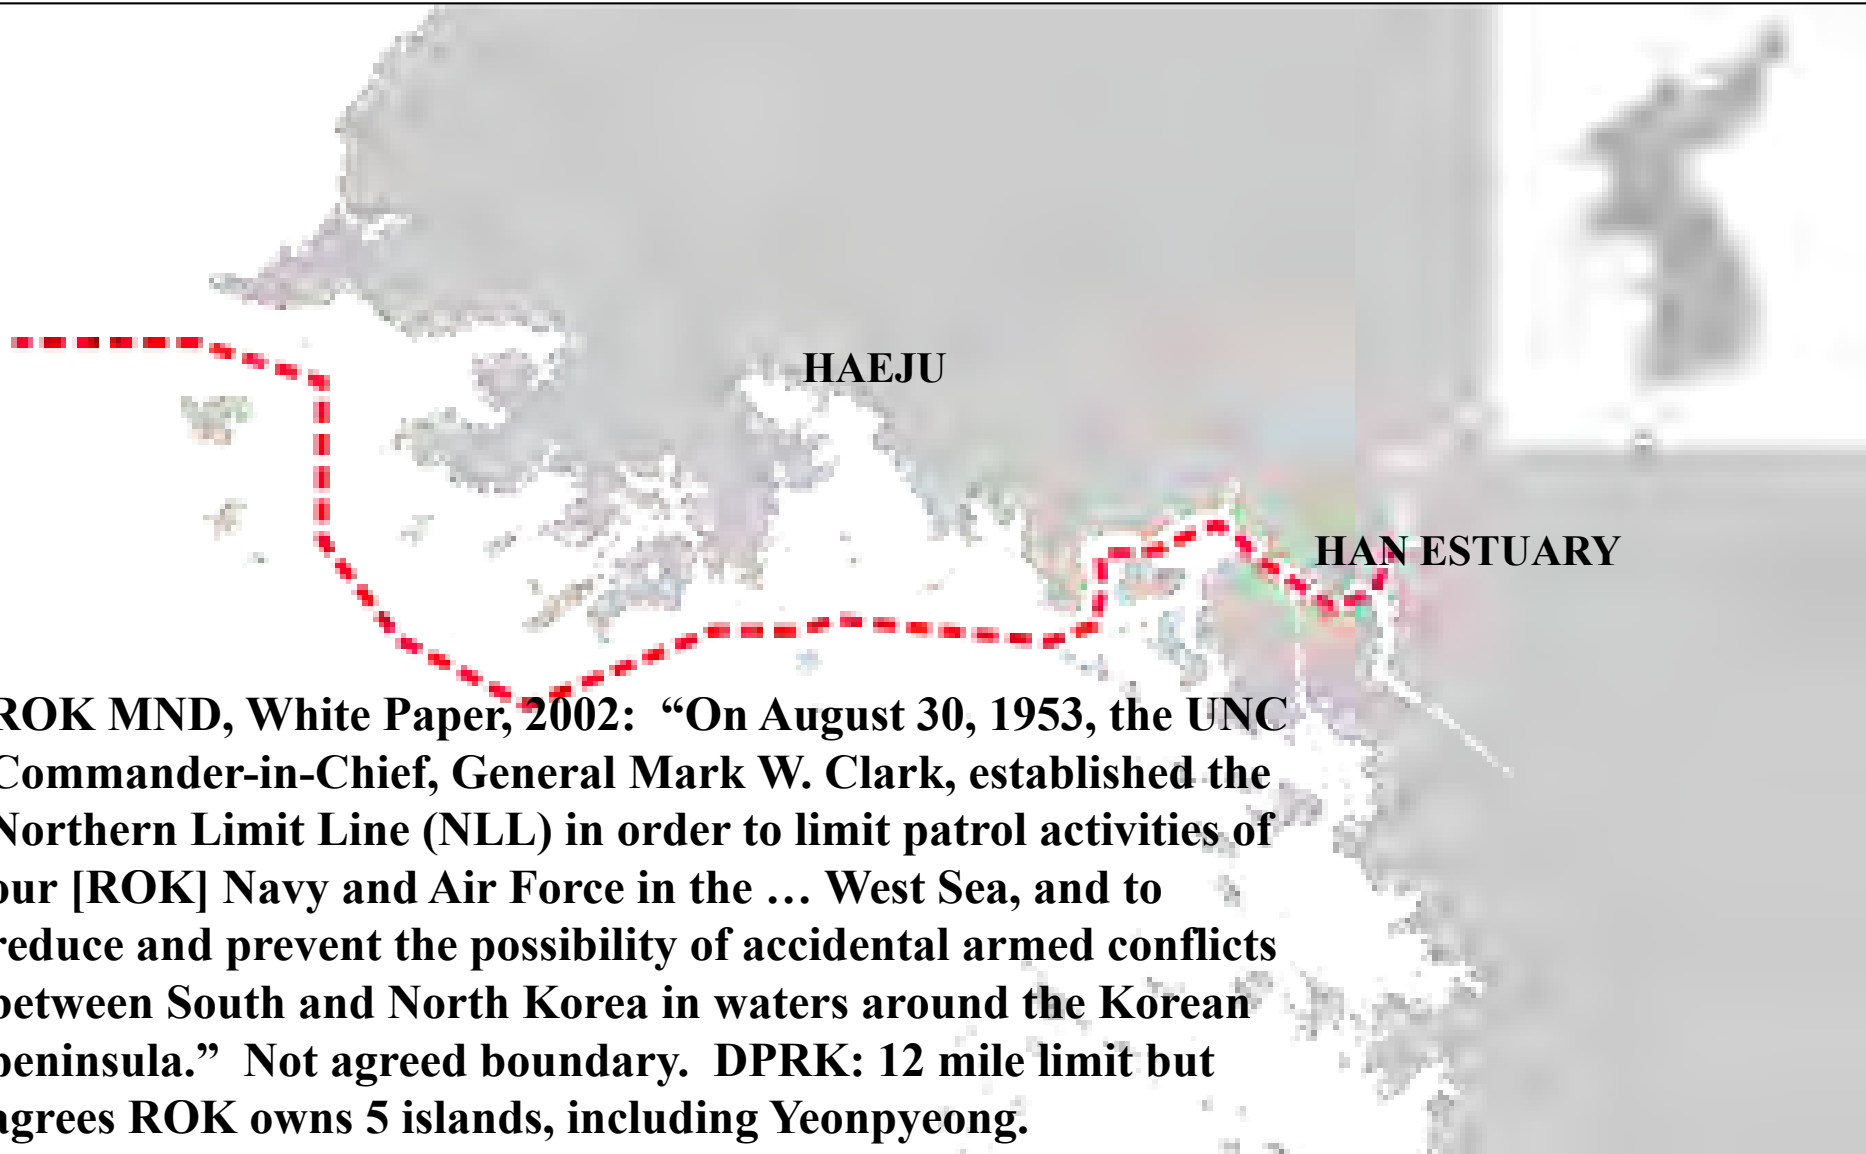 HAEJU
HAN ESTUARY
ROK MND, White Paper, 2002:  “On August 30, 1953, the UNC
Commander-in-Chief, General Mark W. Clark, established the
Northern Limit Line (NLL) in order to limit patrol activities of
our [ROK] Navy and Air Force in the … West Sea, and to
reduce and prevent the possibility of accidental armed conflicts
between South and North Korea in waters around the Korean
peninsula.”  Not agreed boundary.  DPRK: 12 mile limit but
agrees ROK owns 5 islands, including Yeonpyeong.